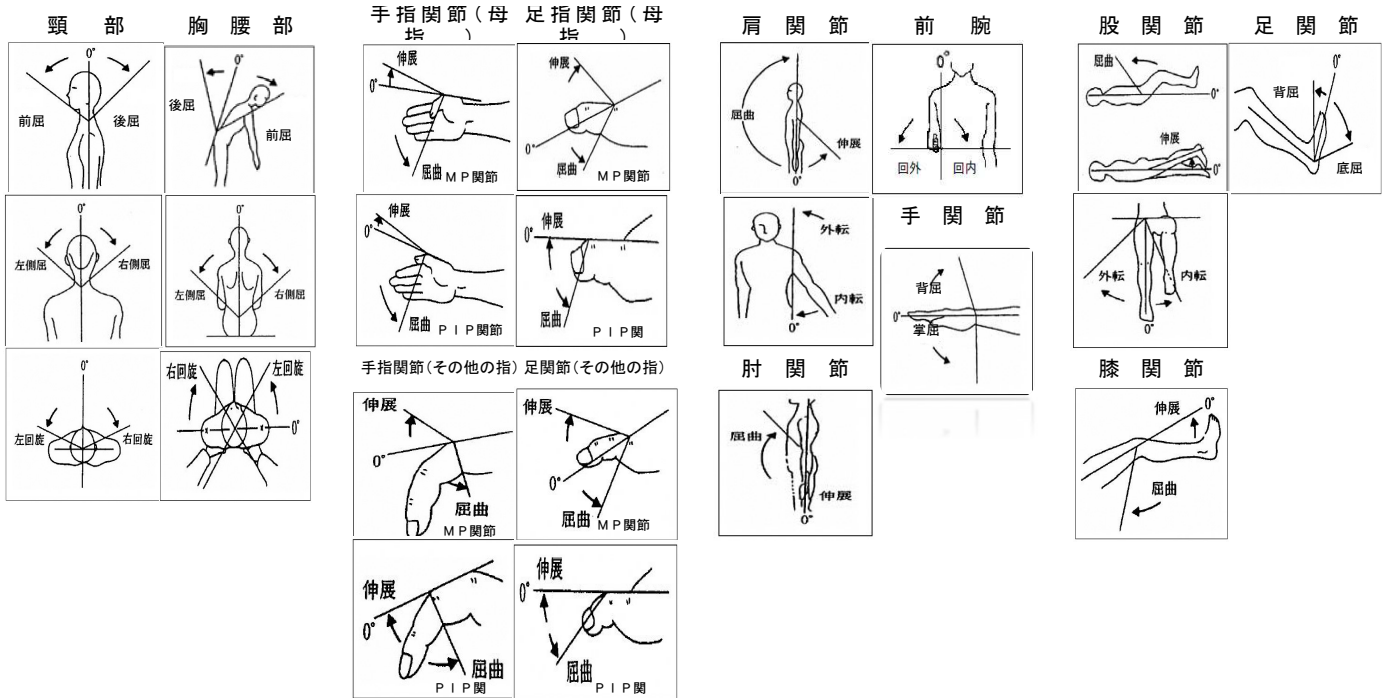 頸 部
0°
前屈
後屈
0°
左側屈
右側屈
0°
左回旋
右回旋
胸 腰 部
0°
後屈
前屈
0°
左側屈
右側屈
右回旋
左回旋
0°
手指関節(母
指 )
伸展
0°
屈曲
MP関節
伸展
0°
屈曲
PIP関節
足指関節(母
指 )
伸展
0°
屈曲
MP関節
伸展
0°
屈曲
PIP関
手指関節(その他の指)
伸展
0°
屈曲
MP関節
伸展
0°
屈曲
PIP関
足関節(その他の指)
伸展
0°
屈曲
MP関節
伸展
0°
屈曲
PIP関
肩 関 節
屈曲
伸展
0°
外転
内転
0°
肘 関 節
屈曲
伸展
0°
前 腕
0°
回外
回内
手 関 節
背屈
0°
掌屈
股 関 節
屈曲
0°
伸展
0°
外転
内転
0°
膝 関 節
伸展
0°
屈曲
足 関 節
背屈
0°
底屈